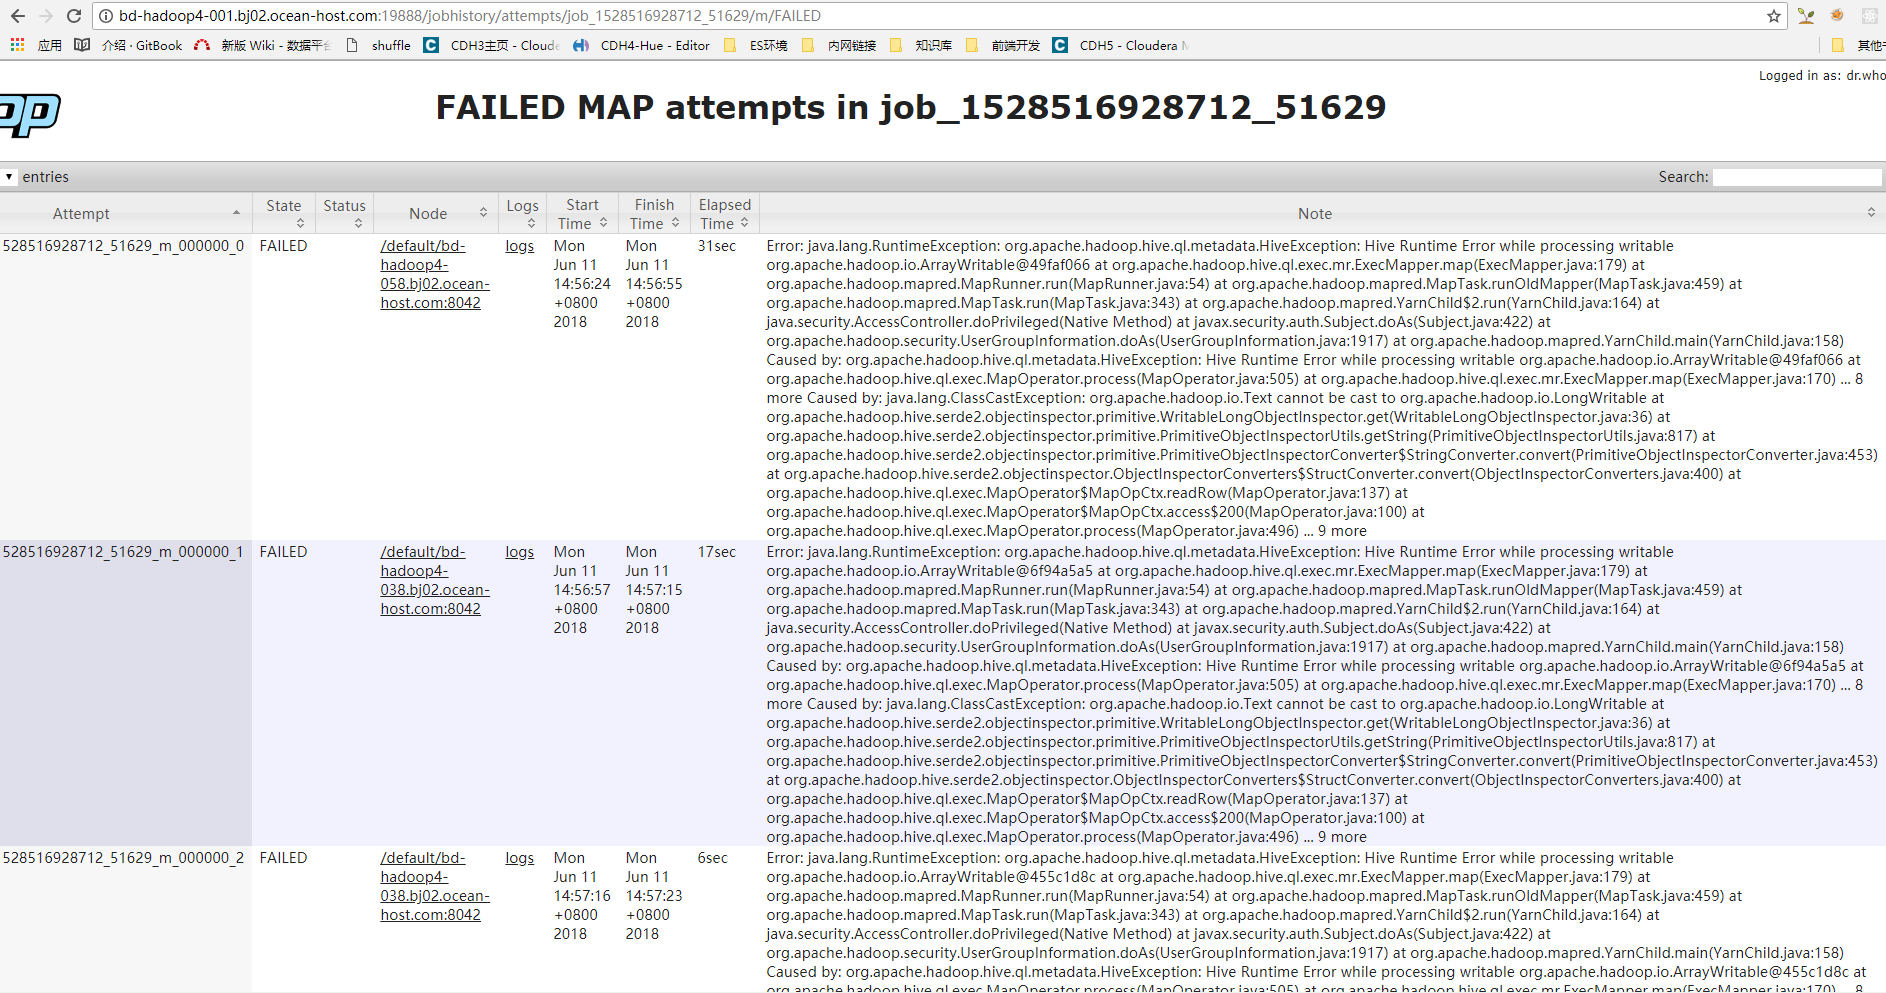 bd-hadoop4-001.bj02.ocean-host.com:19888/jobhistory/attempts/job_1528516928712_51629/m/FAILED
应用 介绍 · GitBook 新版 Wiki - 数据平台 shuffle CDH3主页 - Cloude CDH4-Hue - Editor ES环境 内网链接 知识库 前端开发 CDH5 - Cloudera M 其他
Logged in as: dr.who
op
FAILED MAP attempts in job_1528516928712_51629
entries Search:
Attempt State Status Node Logs Start Time Finish Time Elapsed Time Note
528516928712_51629_m_000000_0 FAILED
/default/bd-
hadoop4-
058.bj02.ocean-
host.com:8042
logs
Mon
Jun 11
14:56:24
+0800
2018
Mon
Jun 11
14:56:55
+0800
2018
31sec
Error: java.lang.RuntimeException: org.apache.hadoop.hive.ql.metadata.HiveException: Hive Runtime Error while processing writable
org.apache.hadoop.io.ArrayWritable@49faf066 at org.apache.hadoop.hive.ql.exec.mr.ExecMapper.map(ExecMapper.java:179) at
org.apache.hadoop.mapred.MapRunner.run(MapRunner.java:54) at org.apache.hadoop.mapred.MapTask.runOldMapper(MapTask.java:459) at
org.apache.hadoop.mapred.MapTask.run(MapTask.java:343) at org.apache.hadoop.mapred.YarnChild$2.run(YarnChild.java:164) at
java.security.AccessController.doPrivileged(Native Method) at javax.security.auth.Subject.doAs(Subject.java:422) at
org.apache.hadoop.security.UserGroupInformation.doAs(UserGroupInformation.java:1917) at org.apache.hadoop.mapred.YarnChild.main(YarnChild.java:158)
Caused by: org.apache.hadoop.hive.ql.metadata.HiveException: Hive Runtime Error while processing writable org.apache.hadoop.io.ArrayWritable@49faf066 at
org.apache.hadoop.hive.ql.exec.MapOperator.process(MapOperator.java:505) at org.apache.hadoop.hive.ql.exec.mr.ExecMapper.map(ExecMapper.java:170) ... 8
more Caused by: java.lang.ClassCastException: org.apache.hadoop.io.Text cannot be cast to org.apache.hadoop.io.LongWritable at
org.apache.hadoop.hive.serde2.objectinspector.primitive.WritableLongObjectInspector.get(WritableLongObjectInspector.java:36) at
org.apache.hadoop.hive.serde2.objectinspector.primitive.PrimitiveObjectInspectorUtils.getString(PrimitiveObjectInspectorUtils.java:817) at
org.apache.hadoop.hive.serde2.objectinspector.primitive.PrimitiveObjectInspectorConverter$StringConverter.convert(PrimitiveObjectInspectorConverter.java:453)
at org.apache.hadoop.hive.serde2.objectinspector.ObjectInspectorConverters$StructConverter.convert(ObjectInspectorConverters.java:400) at
org.apache.hadoop.hive.ql.exec.MapOperator$MapOpCtx.readRow(MapOperator.java:137) at
org.apache.hadoop.hive.ql.exec.MapOperator$MapOpCtx.access$200(MapOperator.java:100) at
org.apache.hadoop.hive.ql.exec.MapOperator.process(MapOperator.java:496) ... 9 more
528516928712_51629_m_000000_1 FAILED
/default/bd-
hadoop4-
038.bj02.ocean-
host.com:8042
logs
Mon
Jun 11
14:56:57
+0800
2018
Mon
Jun 11
14:57:15
+0800
2018
17sec
Error: java.lang.RuntimeException: org.apache.hadoop.hive.ql.metadata.HiveException: Hive Runtime Error while processing writable
org.apache.hadoop.io.ArrayWritable@6f94a5a5 at org.apache.hadoop.hive.ql.exec.mr.ExecMapper.map(ExecMapper.java:179) at
org.apache.hadoop.mapred.MapRunner.run(MapRunner.java:54) at org.apache.hadoop.mapred.MapTask.runOldMapper(MapTask.java:459) at
org.apache.hadoop.mapred.MapTask.run(MapTask.java:343) at org.apache.hadoop.mapred.YarnChild$2.run(YarnChild.java:164) at
java.security.AccessController.doPrivileged(Native Method) at javax.security.auth.Subject.doAs(Subject.java:422) at
org.apache.hadoop.security.UserGroupInformation.doAs(UserGroupInformation.java:1917) at org.apache.hadoop.mapred.YarnChild.main(YarnChild.java:158)
Caused by: org.apache.hadoop.hive.ql.metadata.HiveException: Hive Runtime Error while processing writable org.apache.hadoop.io.ArrayWritable@6f94a5a5 at
org.apache.hadoop.hive.ql.exec.MapOperator.process(MapOperator.java:505) at org.apache.hadoop.hive.ql.exec.mr.ExecMapper.map(ExecMapper.java:170) ... 8
more Caused by: java.lang.ClassCastException: org.apache.hadoop.io.Text cannot be cast to org.apache.hadoop.io.LongWritable at
org.apache.hadoop.hive.serde2.objectinspector.primitive.WritableLongObjectInspector.get(WritableLongObjectInspector.java:36) at
org.apache.hadoop.hive.serde2.objectinspector.primitive.PrimitiveObjectInspectorUtils.getString(PrimitiveObjectInspectorUtils.java:817) at
org.apache.hadoop.hive.serde2.objectinspector.primitive.PrimitiveObjectInspectorConverter$StringConverter.convert(PrimitiveObjectInspectorConverter.java:453)
at org.apache.hadoop.hive.serde2.objectinspector.ObjectInspectorConverters$StructConverter.convert(ObjectInspectorConverters.java:400) at
org.apache.hadoop.hive.ql.exec.MapOperator$MapOpCtx.readRow(MapOperator.java:137) at
org.apache.hadoop.hive.ql.exec.MapOperator$MapOpCtx.access$200(MapOperator.java:100) at
org.apache.hadoop.hive.ql.exec.MapOperator.process(MapOperator.java:496) ... 9 more
528516928712_51629_m_000000_2 FAILED
/default/bd-
hadoop4-
038.bj02.ocean-
host.com:8042
logs
Mon
Jun 11
14:57:16
+0800
2018
Mon
Jun 11
14:57:23
+0800
2018
6sec
Error: java.lang.RuntimeException: org.apache.hadoop.hive.ql.metadata.HiveException: Hive Runtime Error while processing writable
org.apache.hadoop.io.ArrayWritable@455c1d8c at org.apache.hadoop.hive.ql.exec.mr.ExecMapper.map(ExecMapper.java:179) at
org.apache.hadoop.mapred.MapRunner.run(MapRunner.java:54) at org.apache.hadoop.mapred.MapTask.runOldMapper(MapTask.java:459) at
org.apache.hadoop.mapred.MapTask.run(MapTask.java:343) at org.apache.hadoop.mapred.YarnChild$2.run(YarnChild.java:164) at
java.security.AccessController.doPrivileged(Native Method) at javax.security.auth.Subject.doAs(Subject.java:422) at
org.apache.hadoop.security.UserGroupInformation.doAs(UserGroupInformation.java:1917) at org.apache.hadoop.mapred.YarnChild.main(YarnChild.java:158)
Caused by: org.apache.hadoop.hive.ql.metadata.HiveException: Hive Runtime Error while processing writable org.apache.hadoop.io.ArrayWritable@455c1d8c at
org.apache.hadoop.hive.ql.exec.MapOperator.process(MapOperator.java:505) at org.apache.hadoop.hive.ql.exec.mr.ExecMapper.map(ExecMapper.java:170) ... 8